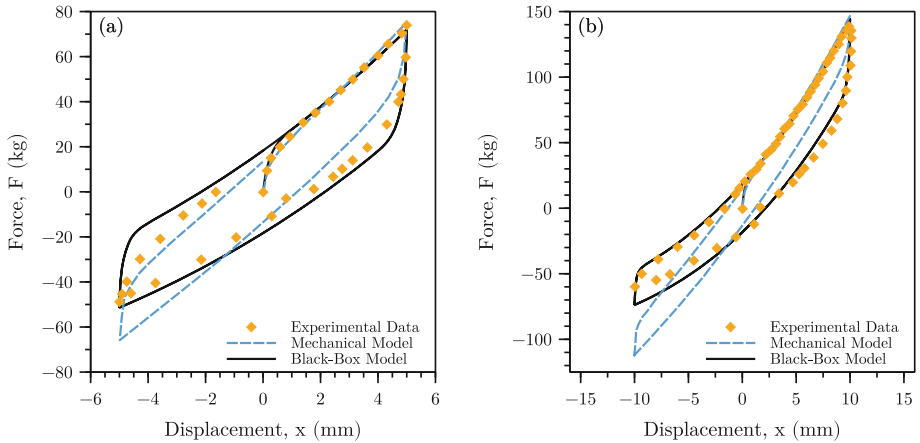 (a)
Force, F (kg)
80
60
40
20
0
−20
−40
−60
−80
Experimental Data
Mechanical Model
Black-Box Model
−6 −4 −2 0 2 4 6
Displacement, x (mm)
(b)
Force, F (kg)
150
100
50
0
−50
−100
Experimental Data
Mechanical Model
Black-Box Model
−15 −10 −5 0 5 10 15
Displacement, x (mm)